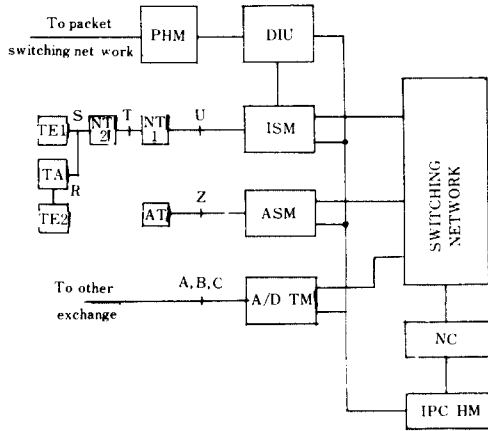 To packet
switching net work
PHM
DIU
S
T
U
TE1
NT
2
NT
1
ISM
TA
R
TE2
Z
AT
ASM
SWITCHING
NETWORK
To other
exchange
A,B,C
A/D TM
NC
IPC HM